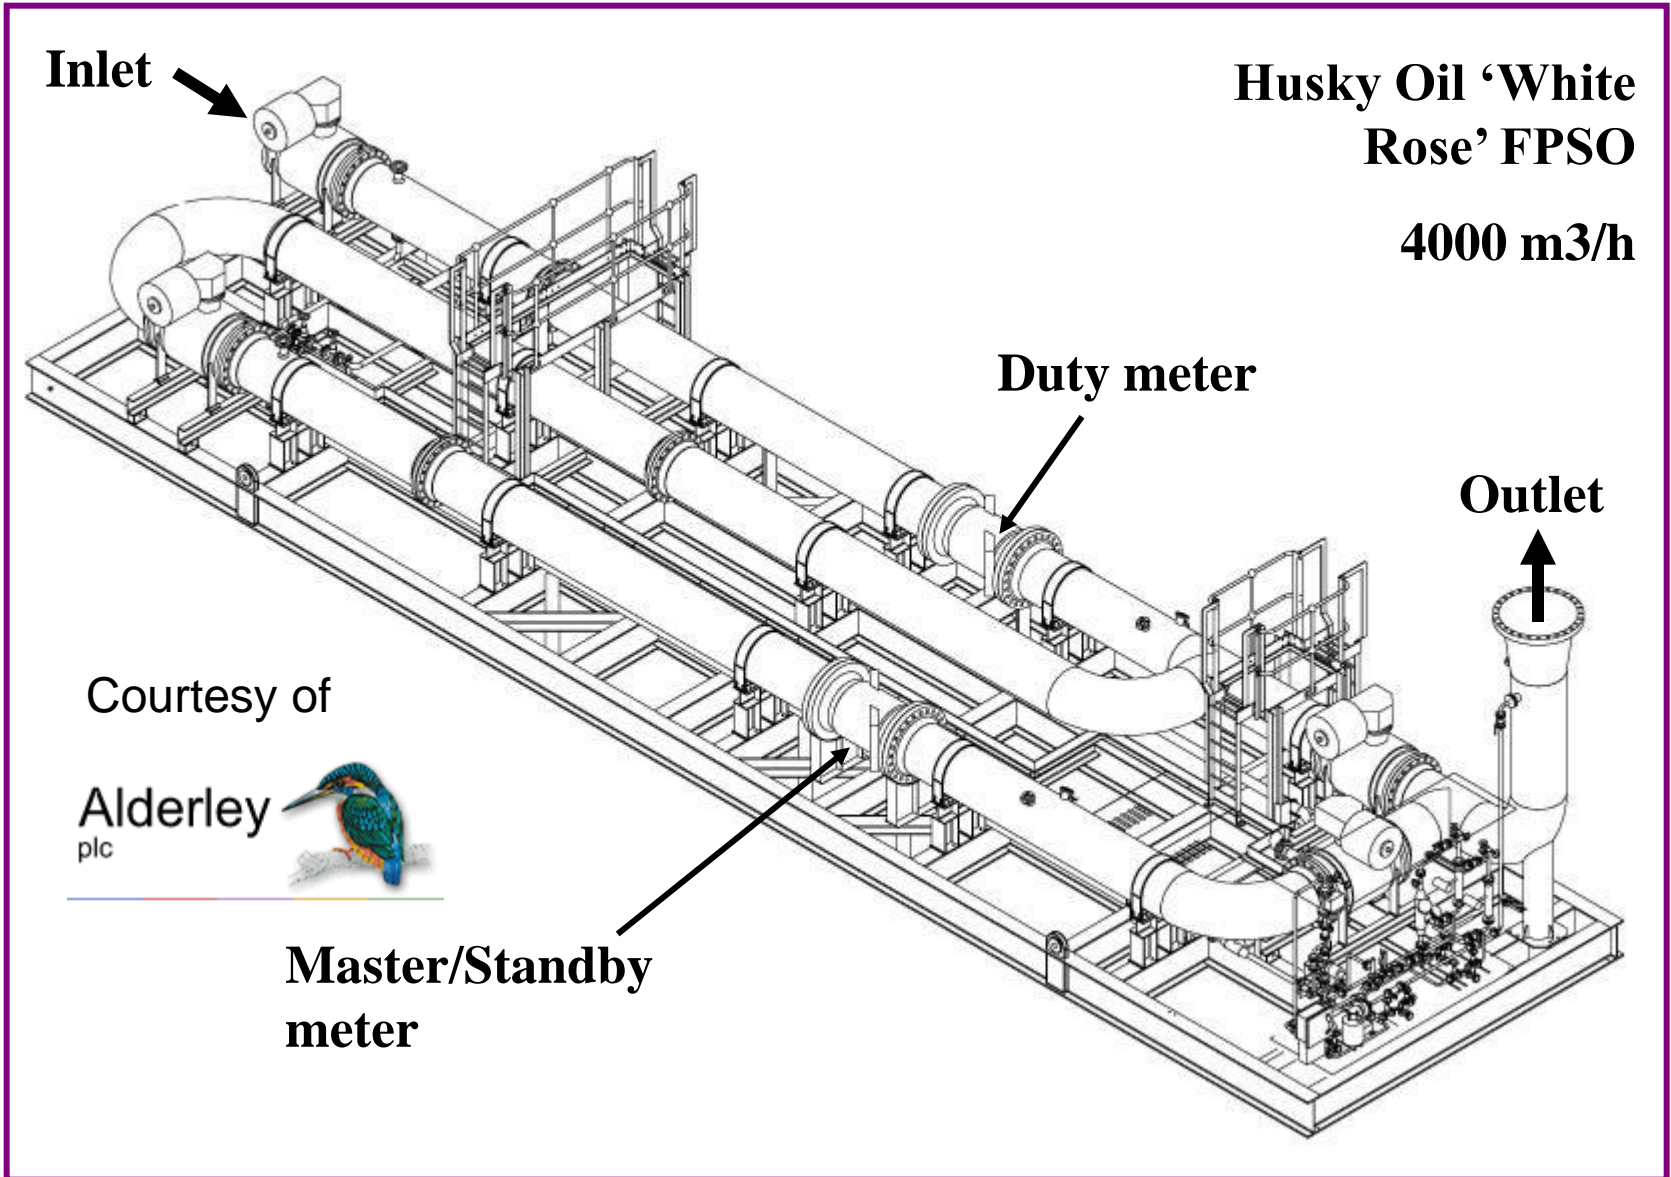 Inlet
Husky Oil ‘White
Rose’ FPSO
4000 m3/h
Duty meter
Outlet
Courtesy of
Alderley
plc
Master/Standby
meter